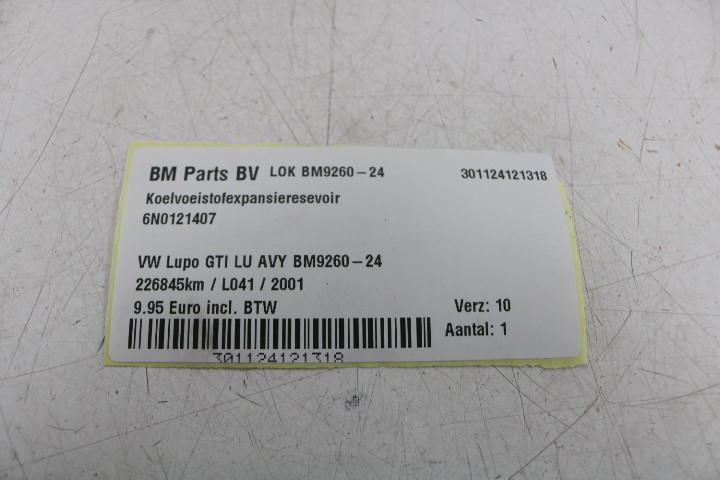 BM Parts BV LOK BM9260-24 301124121318
Koelvoeistofexpansieresevoir
6N0121407
VW Lupo GTI LU AVY BM9260-24
226845km / L041 / 2001
9.95 Euro incl. BTW Verz: 10
Aantal: 1
301124121318